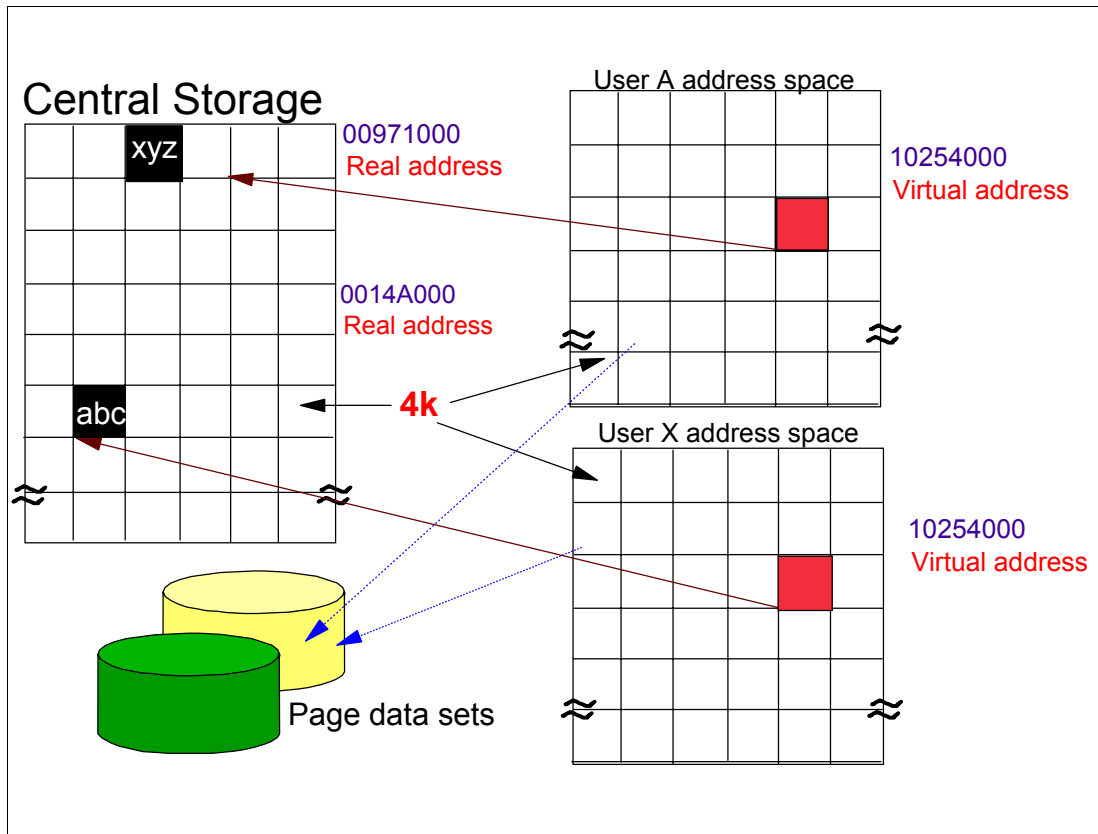 Central Storage
xyz
00971000
Real address
0014A000
Real address
abc
4k
User A address space
10254000
Virtual address
User X address space
10254000
Virtual address
Page data sets